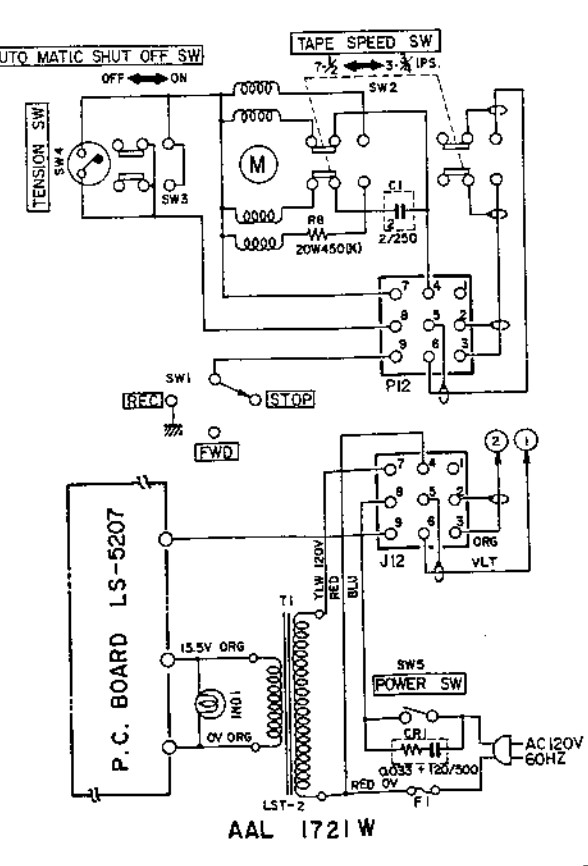 UTO MATIC SHUT OFF SW
OFF ON
TAPE SPEED SW
7-½ 3-¾ IPS.
SW2
TENSION SW
SW4
SW3
M
C1
2
2/250
R8
20W450(K)
7 4 1
8 5 2
9 6 3
P12
SW1
REC
STOP
FWD
2 1
7 4 1
8 5 2
9 6 3
J12
ORG
VLT
P.C. BOARD LS-5207
YLW 120V
RED
BLU
T1
15.5V ORG
IND1
0V ORG
LST-2
SW5
POWER SW
CR1
0.033 + 120/500
AC120V
60HZ
RED 0V
F1
AAL 1721W